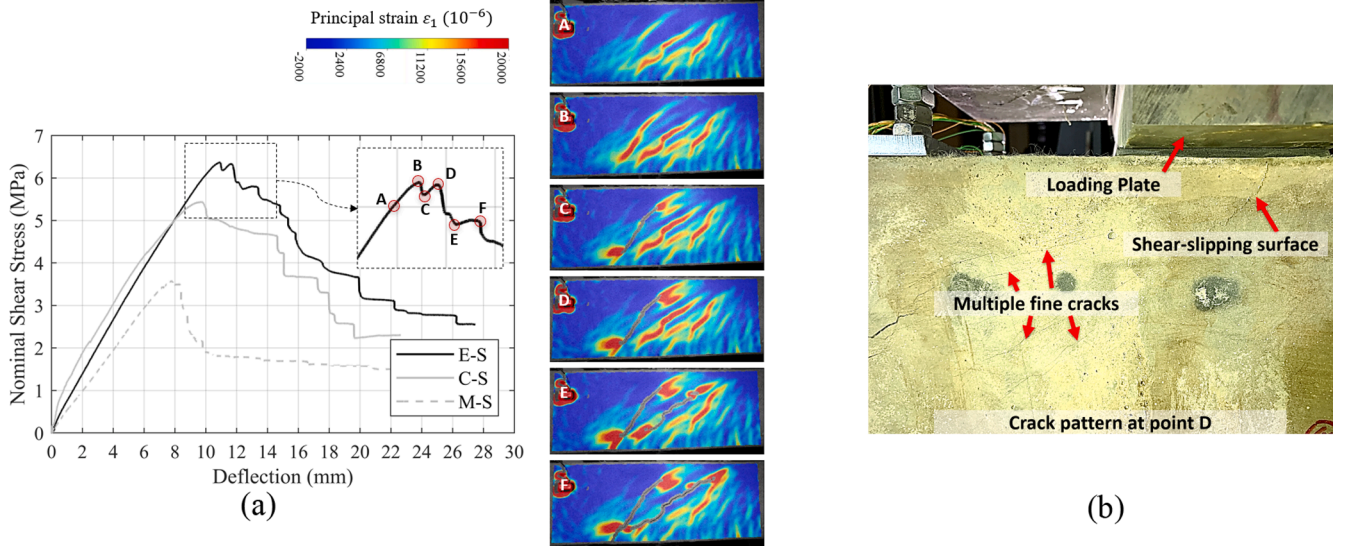 Principal strain ε₁ (10⁻⁶)
-2000 2400 6800 11200 15600 20000
Nominal Shear Stress (MPa)
7
6
5
4
3
2
1
0
0 2 4 6 8 10 12 14 16 18 20 22 24 26 28 30
Deflection (mm)
A
B
C
D
E
F
E-S
C-S
M-S
(a)
A
B
C
D
E
F
Loading Plate
Shear-slipping surface
Multiple fine cracks
Crack pattern at point D
(b)